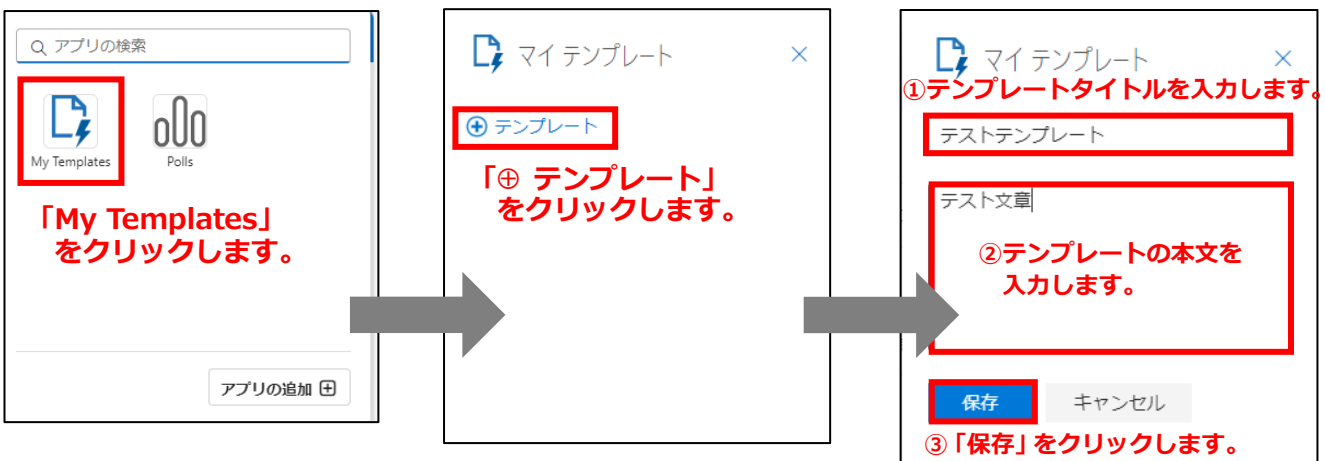 アプリの検索
My Templates
Polls
「My Templates」
をクリックします。
アプリの追加
マイ テンプレート
テンプレート
「⊕ テンプレート」
をクリックします。
マイ テンプレート
①テンプレートタイトルを入力します。
テストテンプレート
テスト文章
②テンプレートの本文を
入力します。
保存
キャンセル
③「保存」をクリックします。